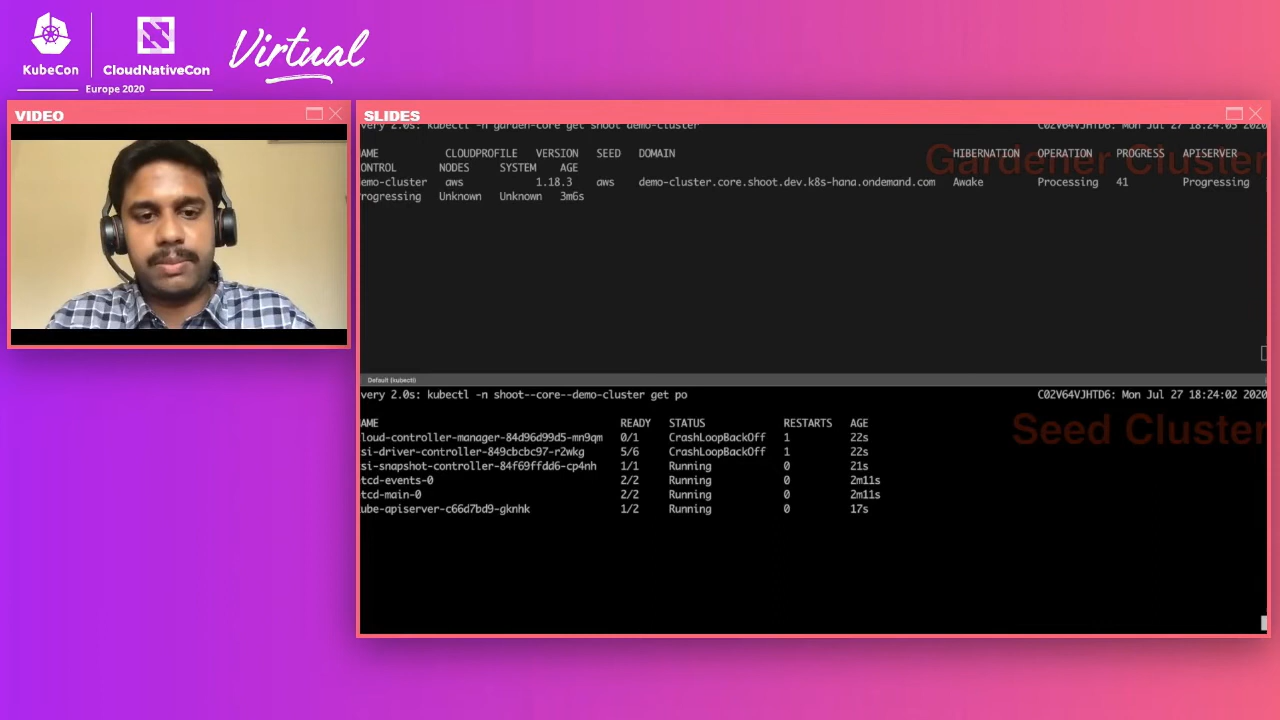 KubeCon
CloudNativeCon
Europe 2020
Virtual
VIDEO
SLIDES
very 2.0s: kubectl -n garden-core get shoot demo-cluster C02V64VJHTD6: Mon Jul 27 18:24:03 2020
Gardener Cluster
AME CLOUDPROFILE VERSION SEED DOMAIN HIBERNATION OPERATION PROGRESS APISERVER
ONTROL NODES SYSTEM AGE
emo-cluster aws 1.18.3 aws demo-cluster.core.shoot.dev.k8s-hana.ondemand.com Awake Processing 41 Progressing
rogressing Unknown Unknown 3m6s
Default (kubectl)
very 2.0s: kubectl -n shoot--core--demo-cluster get po C02V64VJHTD6: Mon Jul 27 18:24:02 2020
Seed Cluster
AME READY STATUS RESTARTS AGE
loud-controller-manager-84d96d99d5-mn9qm 0/1 CrashLoopBackOff 1 22s
si-driver-controller-849cbcbc97-r2wkg 5/6 CrashLoopBackOff 1 22s
si-snapshot-controller-84f69ffdd6-cp4nh 1/1 Running 0 21s
tcd-events-0 2/2 Running 0 2m11s
tcd-main-0 2/2 Running 0 2m11s
ube-apiserver-c66d7bd9-gknhk 1/2 Running 0 17s